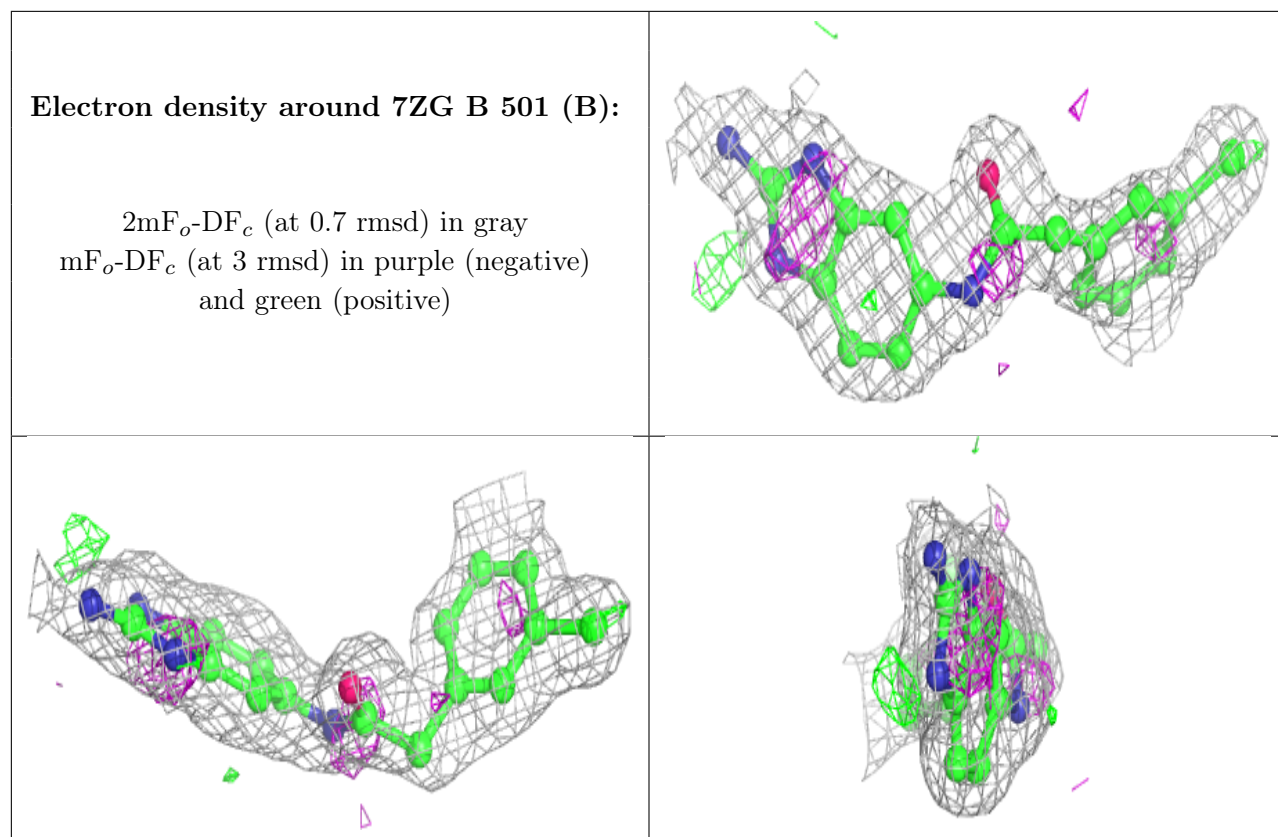 Electron density around 7ZG B 501 (B):
2mFₒ-DF𝒸 (at 0.7 rmsd) in gray
mFₒ-DF𝒸 (at 3 rmsd) in purple (negative)
and green (positive)